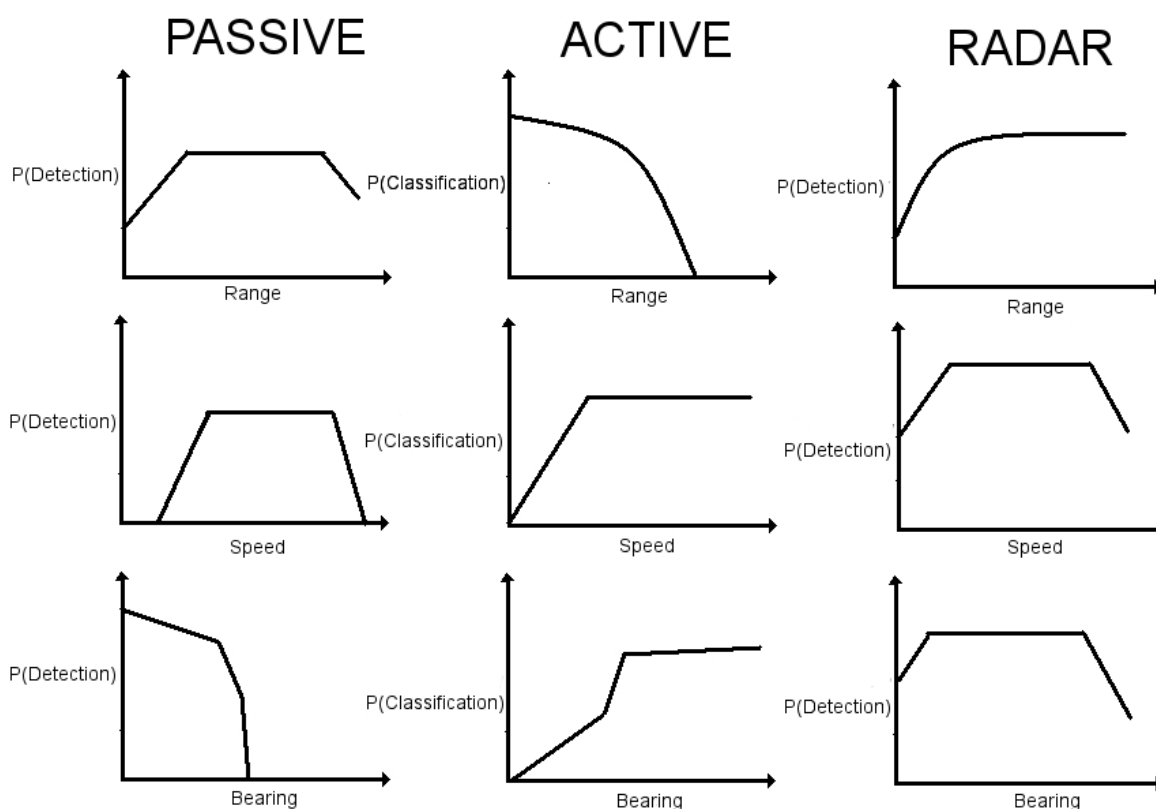 PASSIVE
ACTIVE
RADAR
P(Detection)
Range
P(Classification)
Range
P(Detection)
Range
P(Detection)
Speed
P(Classification)
Speed
P(Detection)
Speed
P(Detection)
Bearing
P(Classification)
Bearing
P(Detection)
Bearing